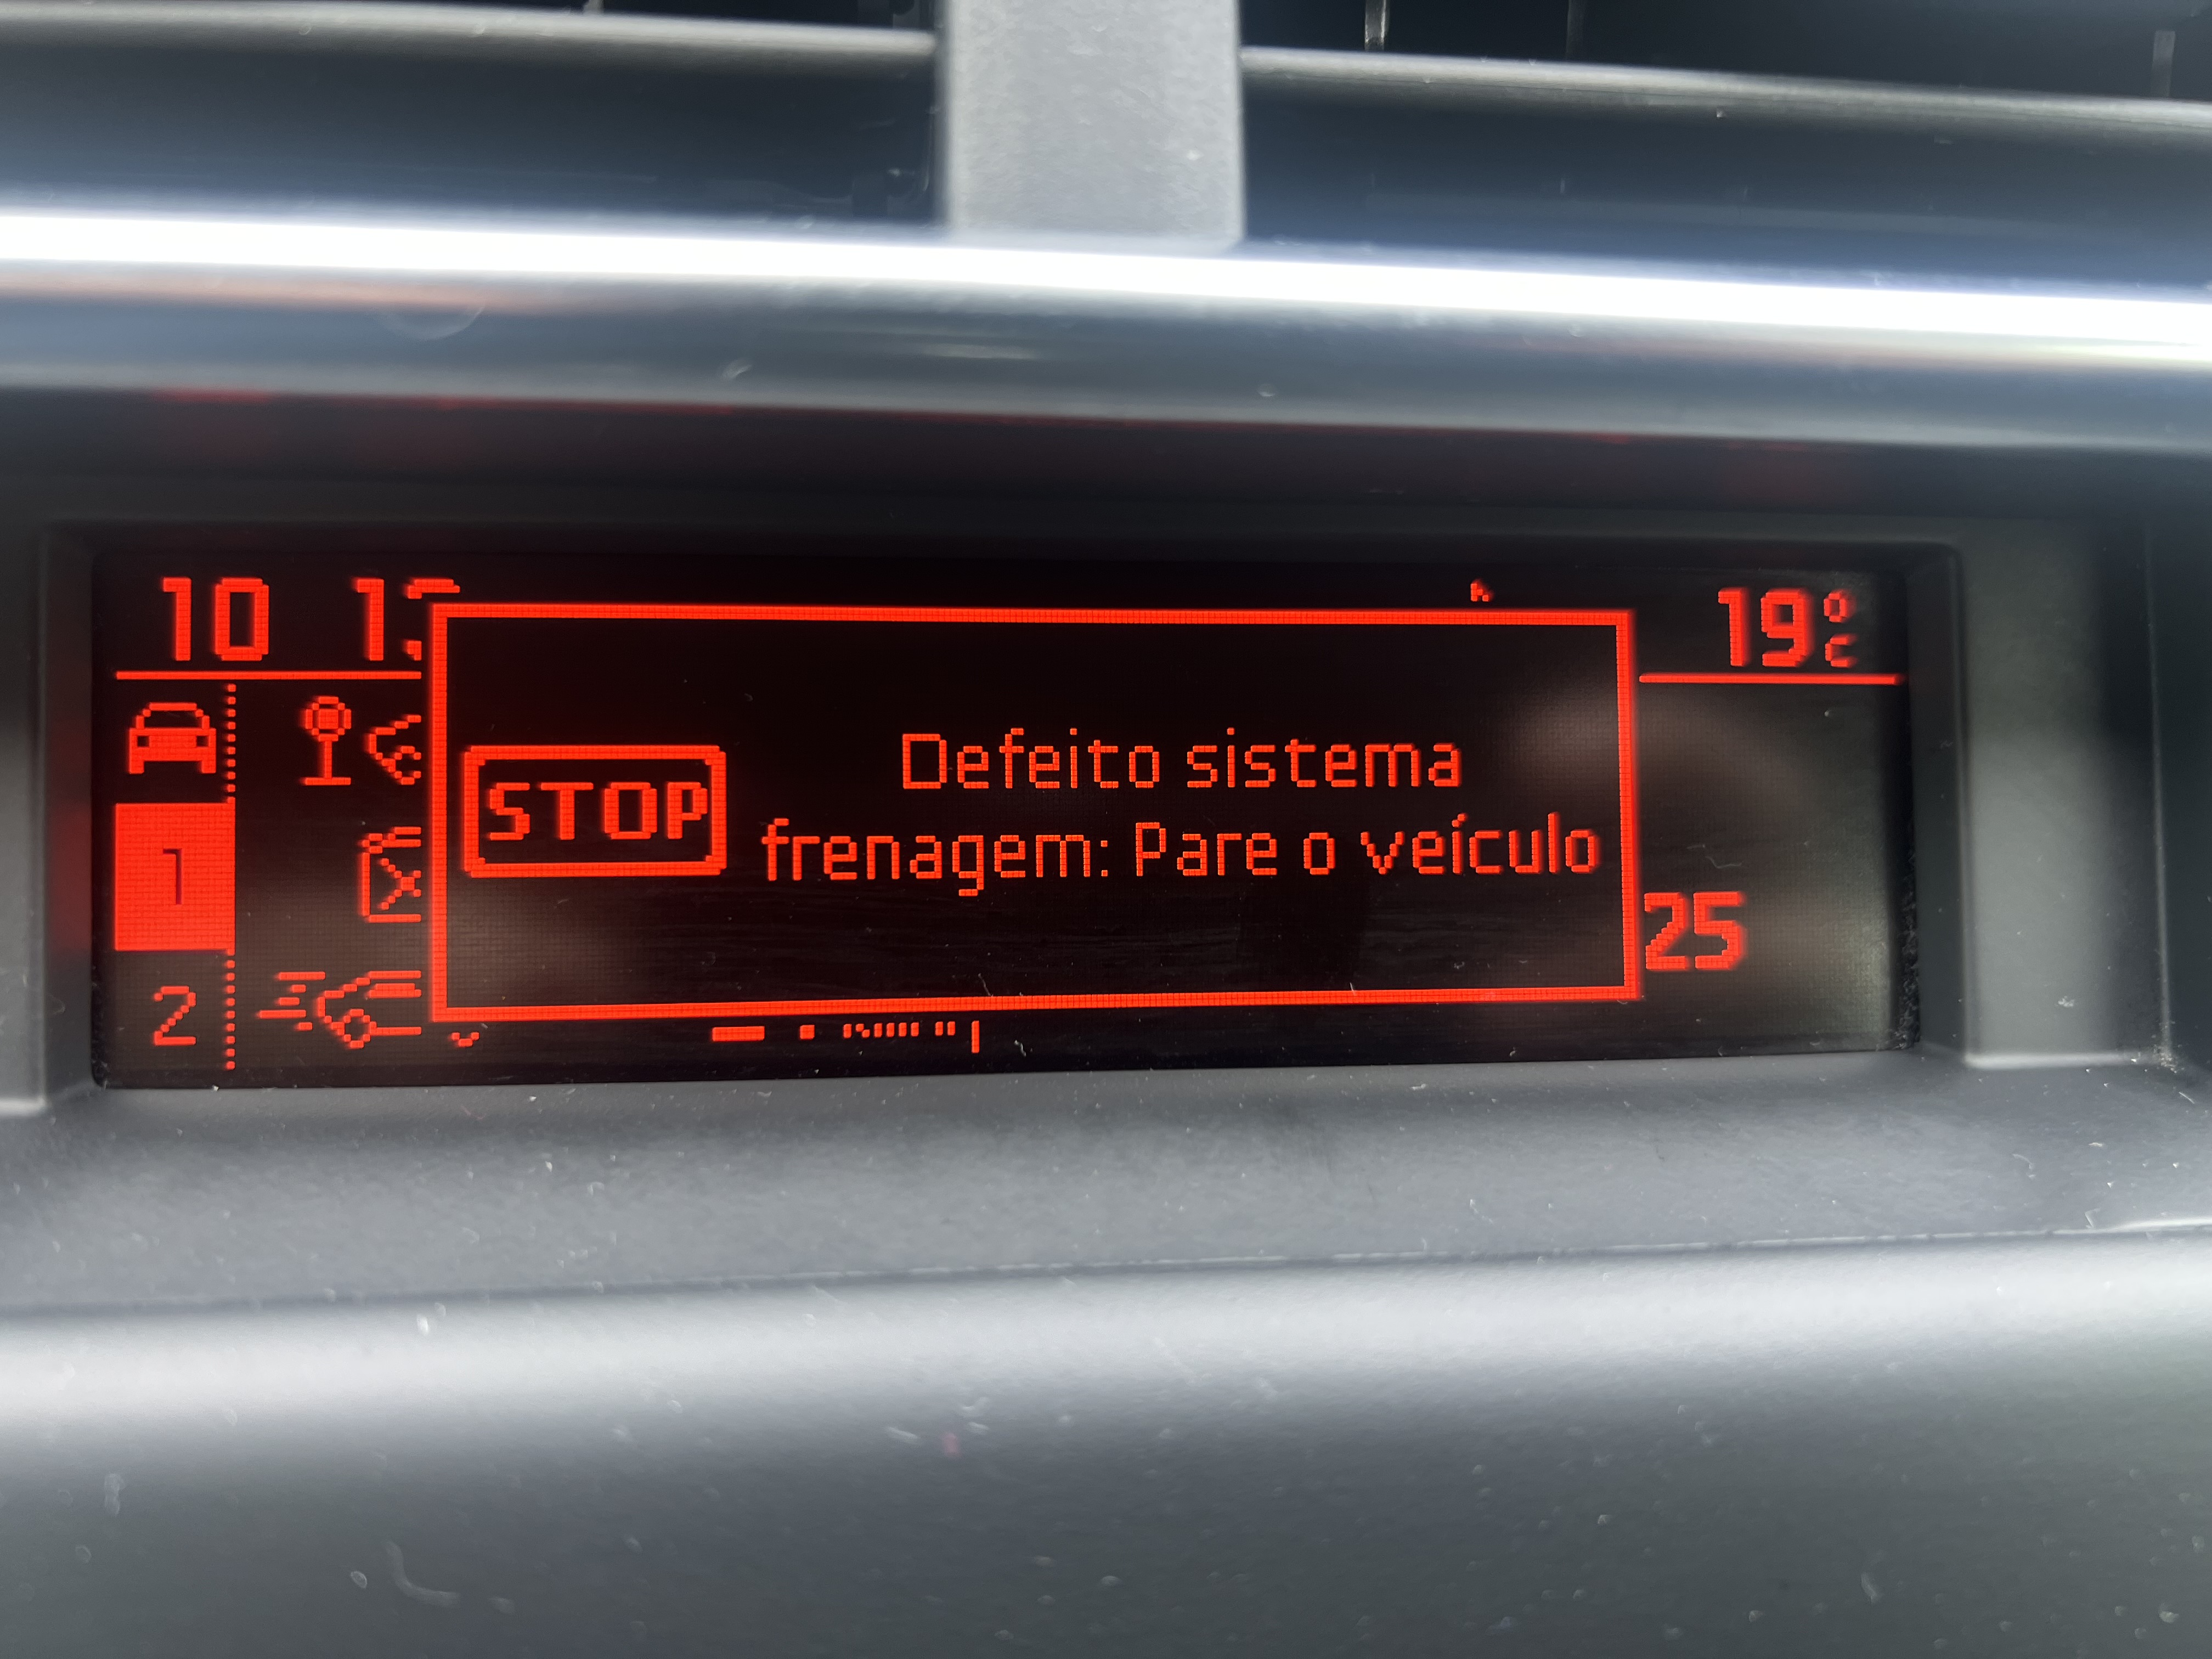 10
19°C
Defeito sistema
STOP
frenagem: Pare o veículo
1
25
2